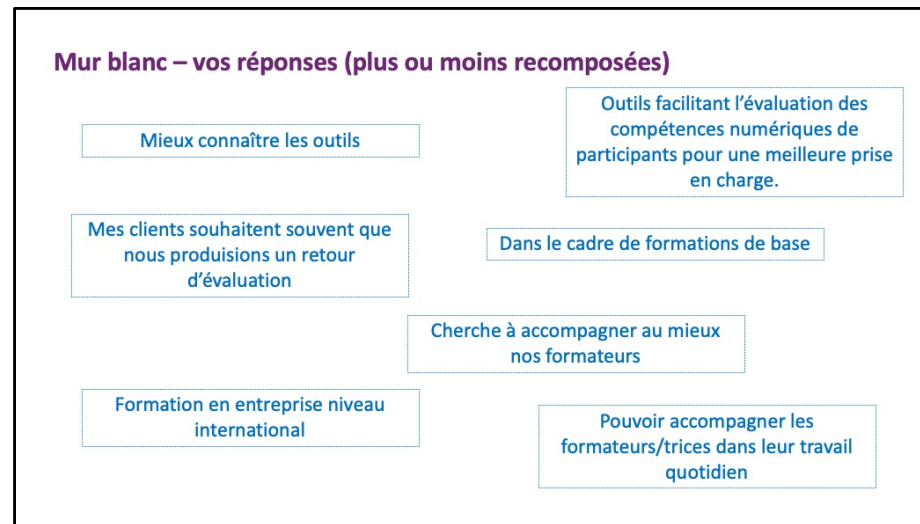 Mur blanc – vos réponses (plus ou moins recomposées)
Mieux connaître les outils
Outils facilitant l’évaluation des
compétences numériques de
participants pour une meilleure prise
en charge.
Mes clients souhaitent souvent que
nous produisions un retour
d’évaluation
Dans le cadre de formations de base
Cherche à accompagner au mieux
nos formateurs
Formation en entreprise niveau
international
Pouvoir accompagner les
formateurs/trices dans leur travail
quotidien